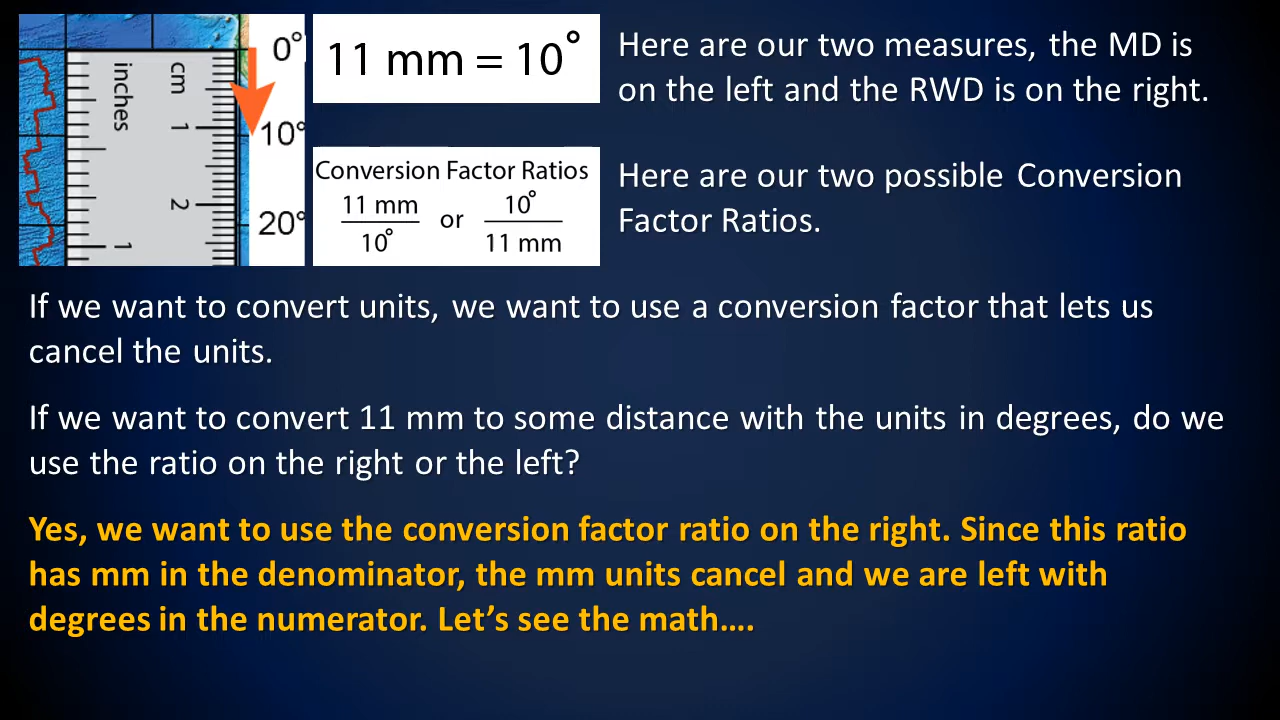 inches
cm
1
2
1
0°
10°
20°
11 mm = 10°
Conversion Factor Ratios
11 mm
10°
or
10°
11 mm
Here are our two measures, the MD is
on the left and the RWD is on the right.
Here are our two possible Conversion
Factor Ratios.
If we want to convert units, we want to use a conversion factor that lets us
cancel the units.
If we want to convert 11 mm to some distance with the units in degrees, do we
use the ratio on the right or the left?
Yes, we want to use the conversion factor ratio on the right. Since this ratio
has mm in the denominator, the mm units cancel and we are left with
degrees in the numerator. Let’s see the math....